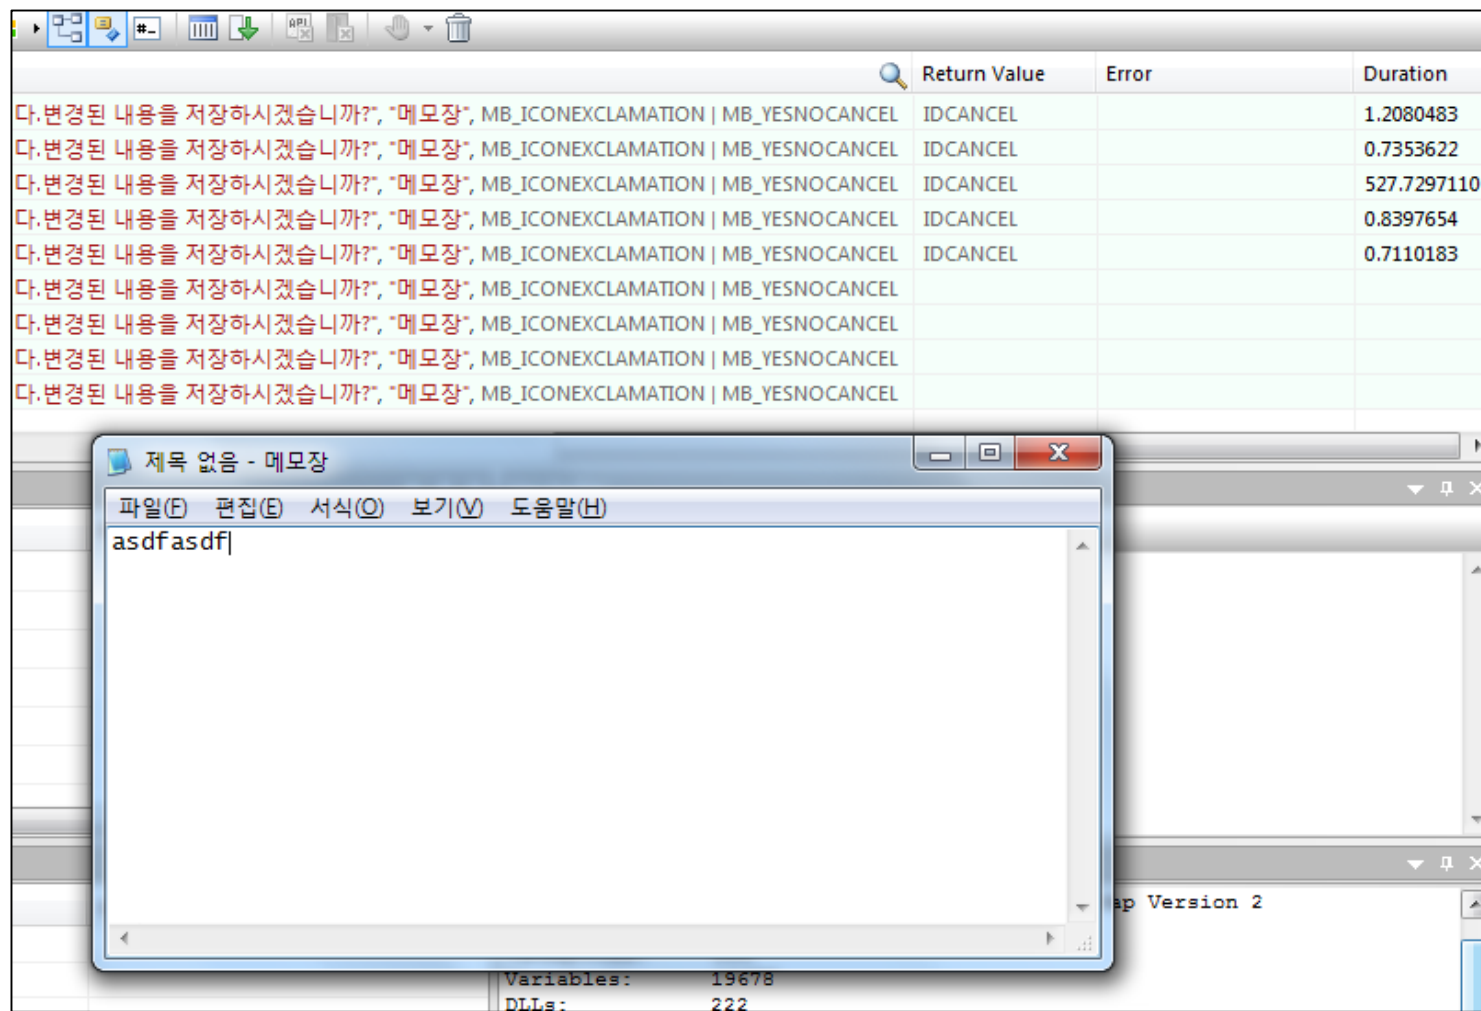 #-
API
Return Value Error Duration
다.변경된 내용을 저장하시겠습니까?", "메모장", MB_ICONEXCLAMATION | MB_YESNOCANCEL IDCANCEL 1.2080483
다.변경된 내용을 저장하시겠습니까?", "메모장", MB_ICONEXCLAMATION | MB_YESNOCANCEL IDCANCEL 0.7353622
다.변경된 내용을 저장하시겠습니까?", "메모장", MB_ICONEXCLAMATION | MB_YESNOCANCEL IDCANCEL 527.7297110
다.변경된 내용을 저장하시겠습니까?", "메모장", MB_ICONEXCLAMATION | MB_YESNOCANCEL IDCANCEL 0.8397654
다.변경된 내용을 저장하시겠습니까?", "메모장", MB_ICONEXCLAMATION | MB_YESNOCANCEL IDCANCEL 0.7110183
다.변경된 내용을 저장하시겠습니까?", "메모장", MB_ICONEXCLAMATION | MB_YESNOCANCEL
다.변경된 내용을 저장하시겠습니까?", "메모장", MB_ICONEXCLAMATION | MB_YESNOCANCEL
다.변경된 내용을 저장하시겠습니까?", "메모장", MB_ICONEXCLAMATION | MB_YESNOCANCEL
다.변경된 내용을 저장하시겠습니까?", "메모장", MB_ICONEXCLAMATION | MB_YESNOCANCEL
제목 없음 - 메모장
파일(F) 편집(E) 서식(O) 보기(V) 도움말(H)
asdfasdf
ap Version 2
Variables: 19678
DLLs: 222